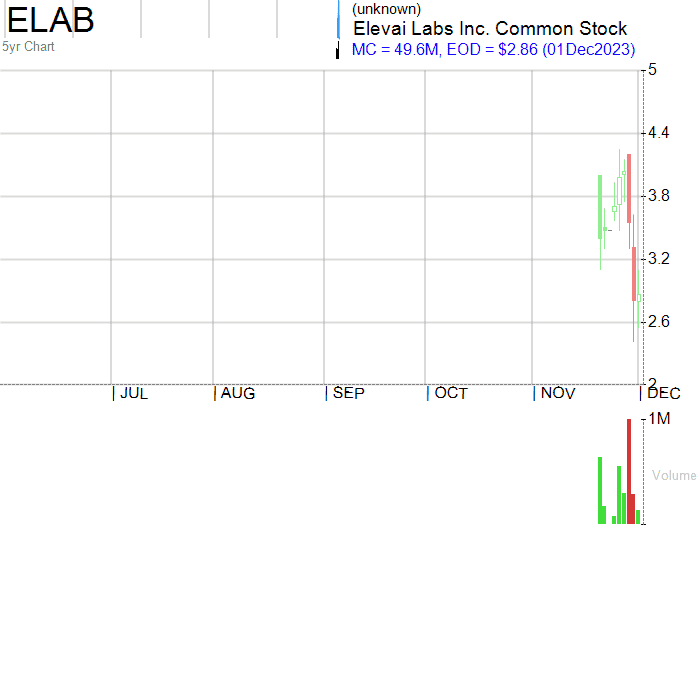 ELAB
5yr Chart
(unknown)
Elevai Labs Inc. Common Stock
MC = 49.6M, EOD = $2.86 (01Dec2023)
5
4.4
3.8
3.2
2.6
2
JUL AUG SEP OCT NOV DEC
1M
Volume